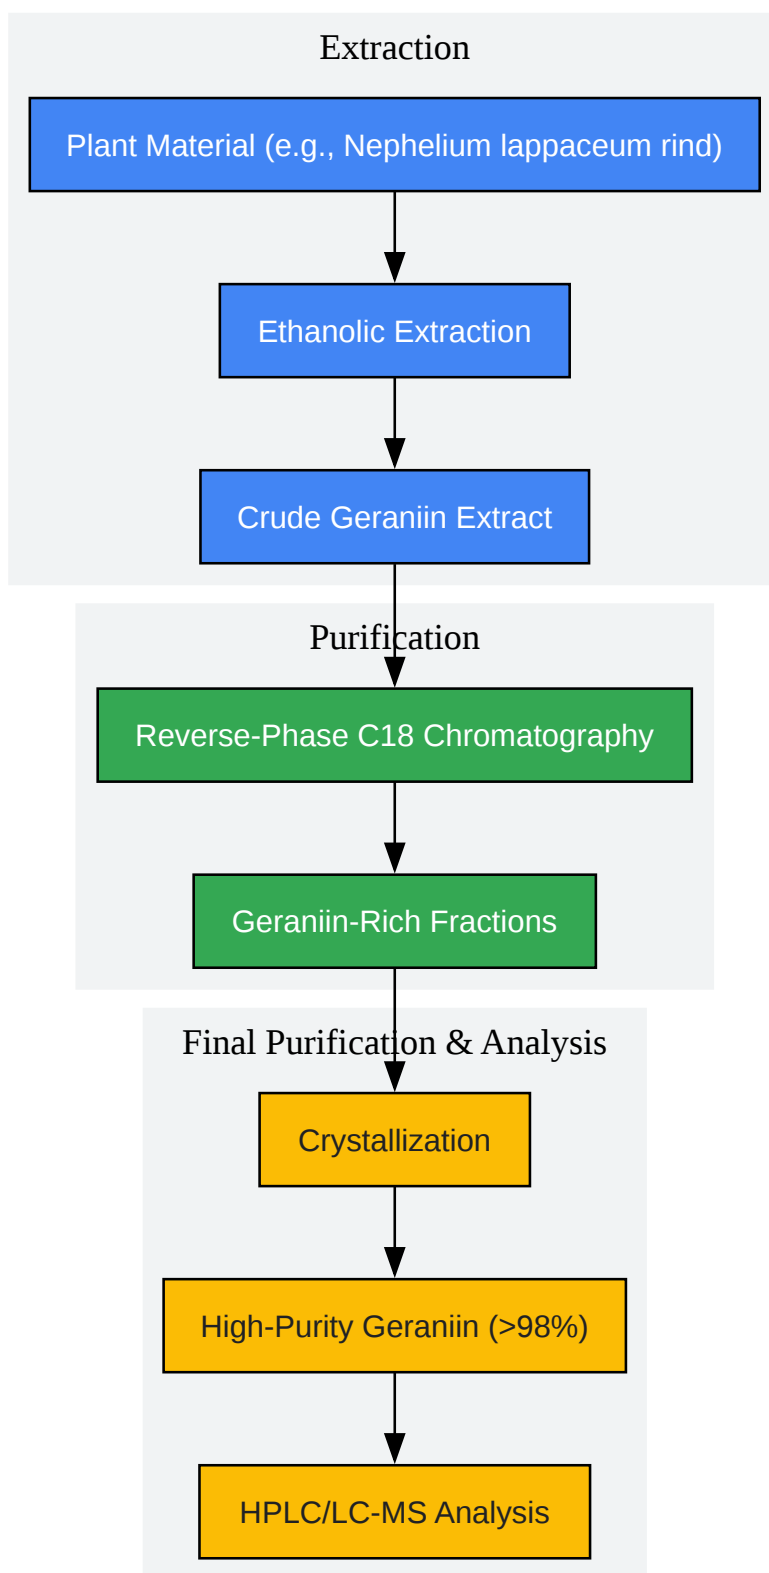 Extraction
Plant Material (e.g., Nephelium lappaceum rind)
Ethanolic Extraction
Crude Geraniin Extract
Purification
Reverse-Phase C18 Chromatography
Geraniin-Rich Fractions
Final Purification & Analysis
Crystallization
High-Purity Geraniin (>98%)
HPLC/LC-MS Analysis